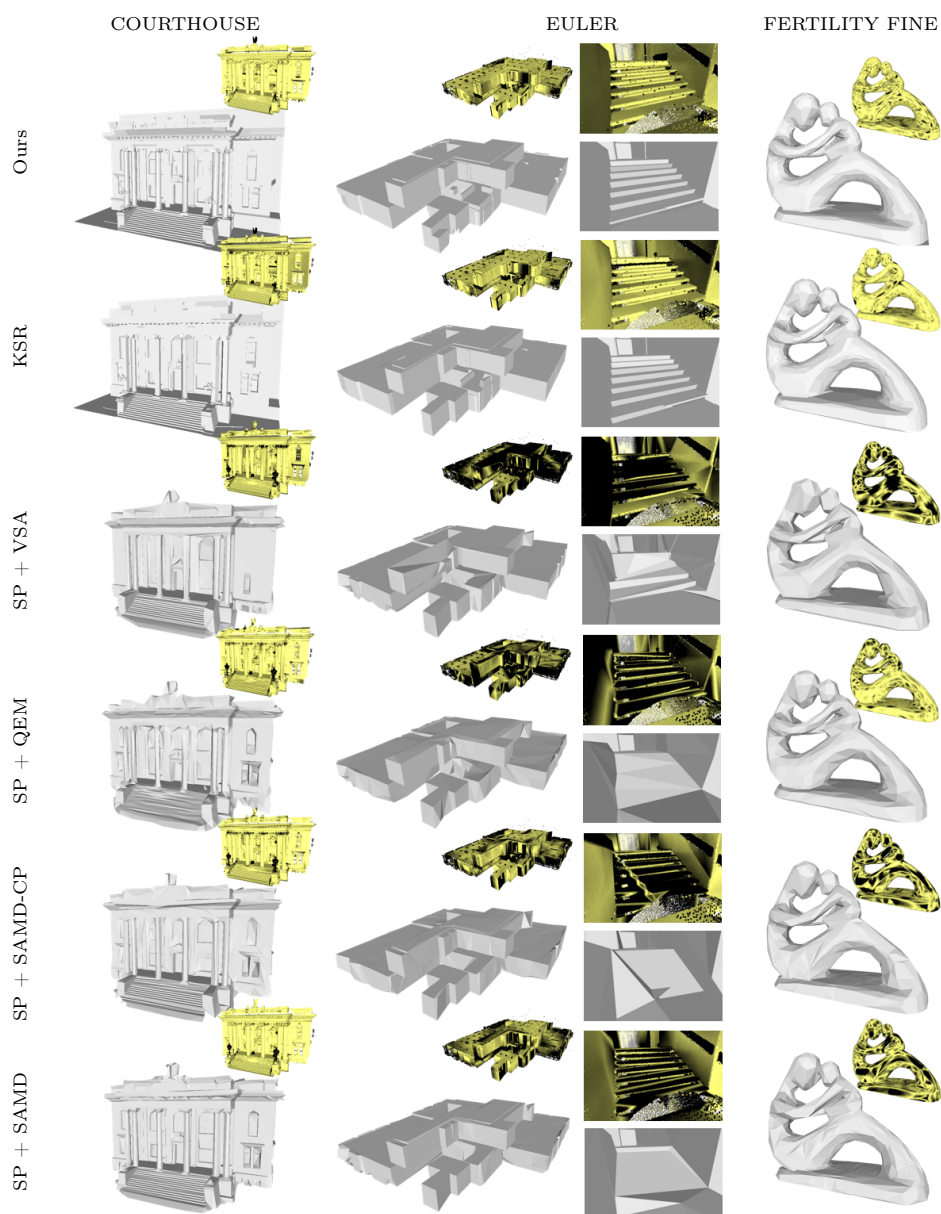 COURTHOUSE
EULER
FERTILITY FINE
Ours
KSR
SP + VSA
SP + QEM
SP + SAMD-CP
SP + SAMD